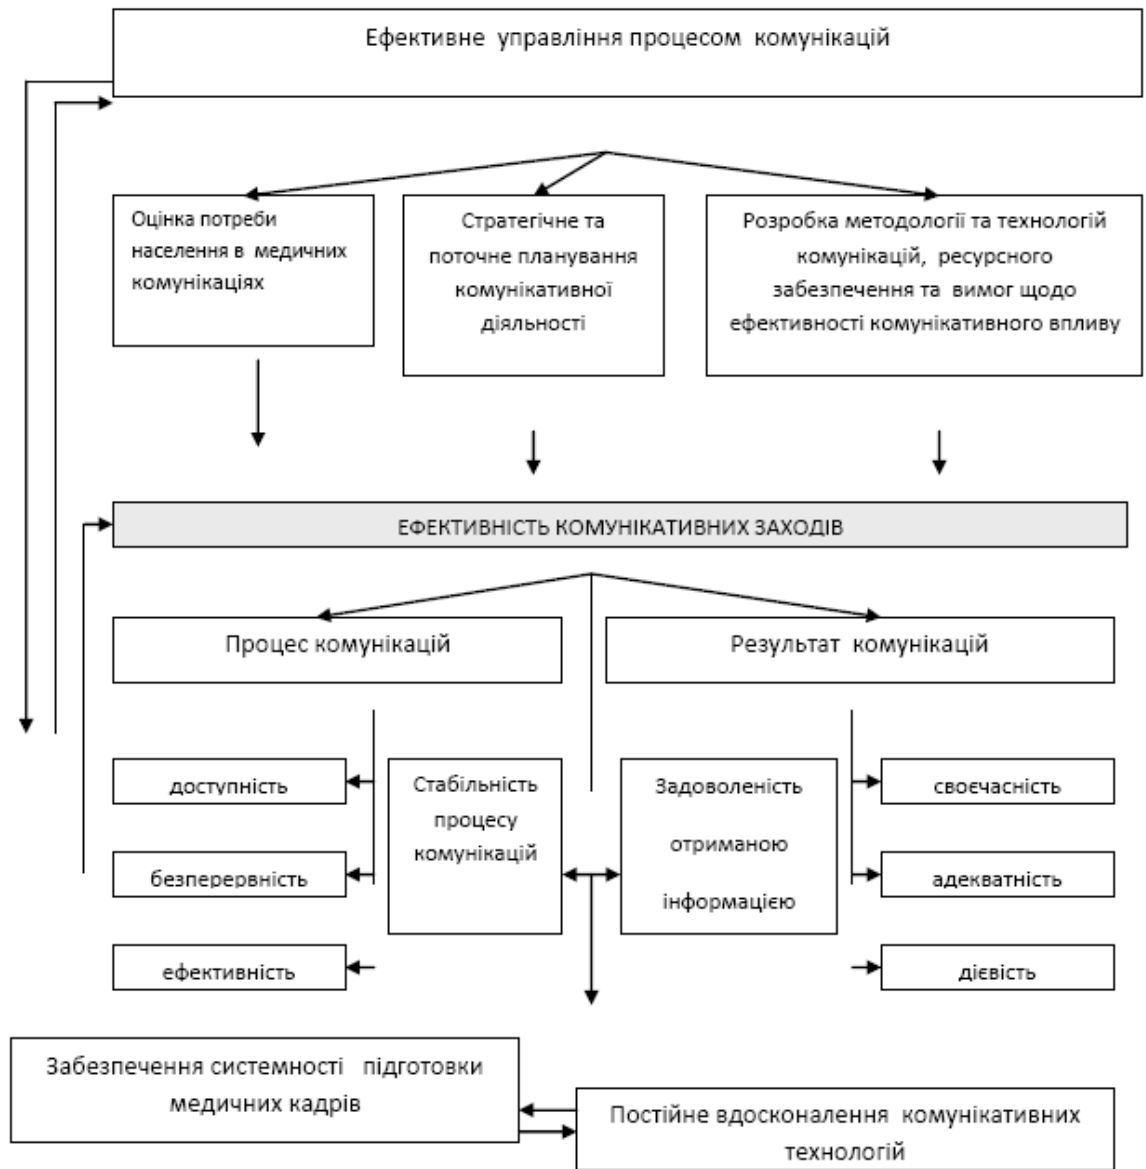 Ефективне управління процесом комунікацій
Оцінка потреби
населення в медичних
комунікаціях
Стратегічне та
поточне планування
комунікативної
діяльності
Розробка методології та технологій
комунікацій, ресурсного
забезпечення та вимог щодо
ефективності комунікативного впливу
ЕФЕКТИВНІСТЬ КОМУНІКАТИВНИХ ЗАХОДІВ
Процес комунікацій
Результат комунікацій
доступність
безперервність
ефективність
Стабільність
процесу
комунікацій
Задоволеність
отриманою
інформацією
своєчасність
адекватність
дієвість
Забезпечення системності підготовки
медичних кадрів
Постійне вдосконалення комунікативних
технологій